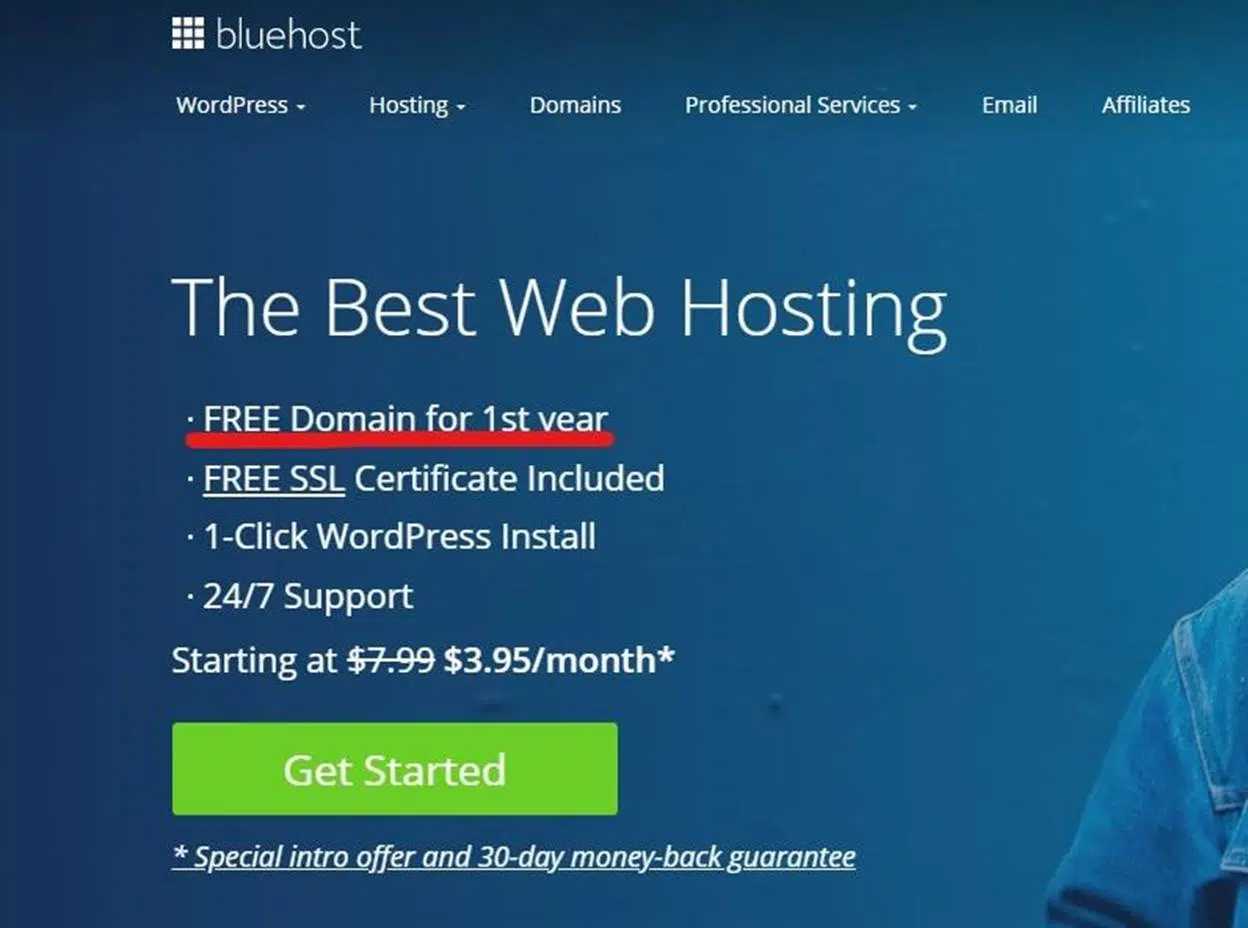 bluehost
WordPress Hosting Domains Professional Services Email Affiliates
The Best Web Hosting
· FREE Domain for 1st year
· FREE SSL Certificate Included
· 1-Click WordPress Install
· 24/7 Support
Starting at $7.99 $3.95/month*
Get Started
* Special intro offer and 30-day money-back guarantee